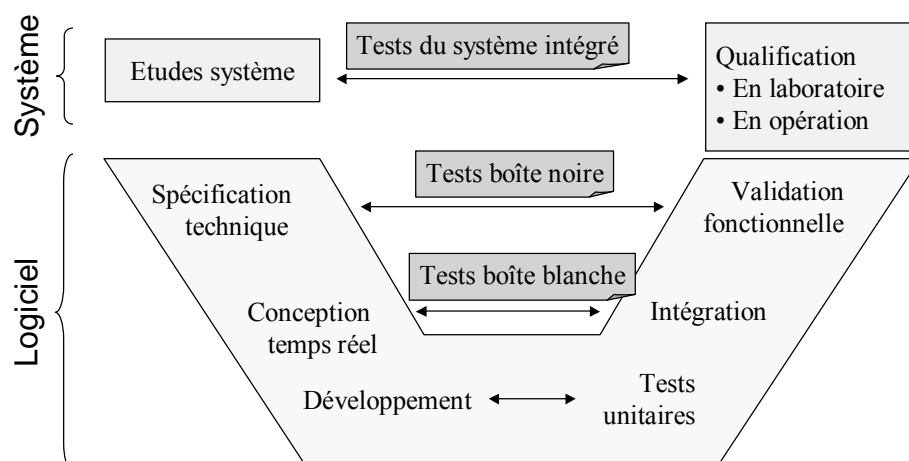 Système
Etudes système
Tests du système intégré
Qualification
• En laboratoire
• En opération
Logiciel
Spécification
technique
Tests boîte noire
Validation
fonctionnelle
Tests boîte blanche
Conception
temps réel
Intégration
Développement
Tests
unitaires